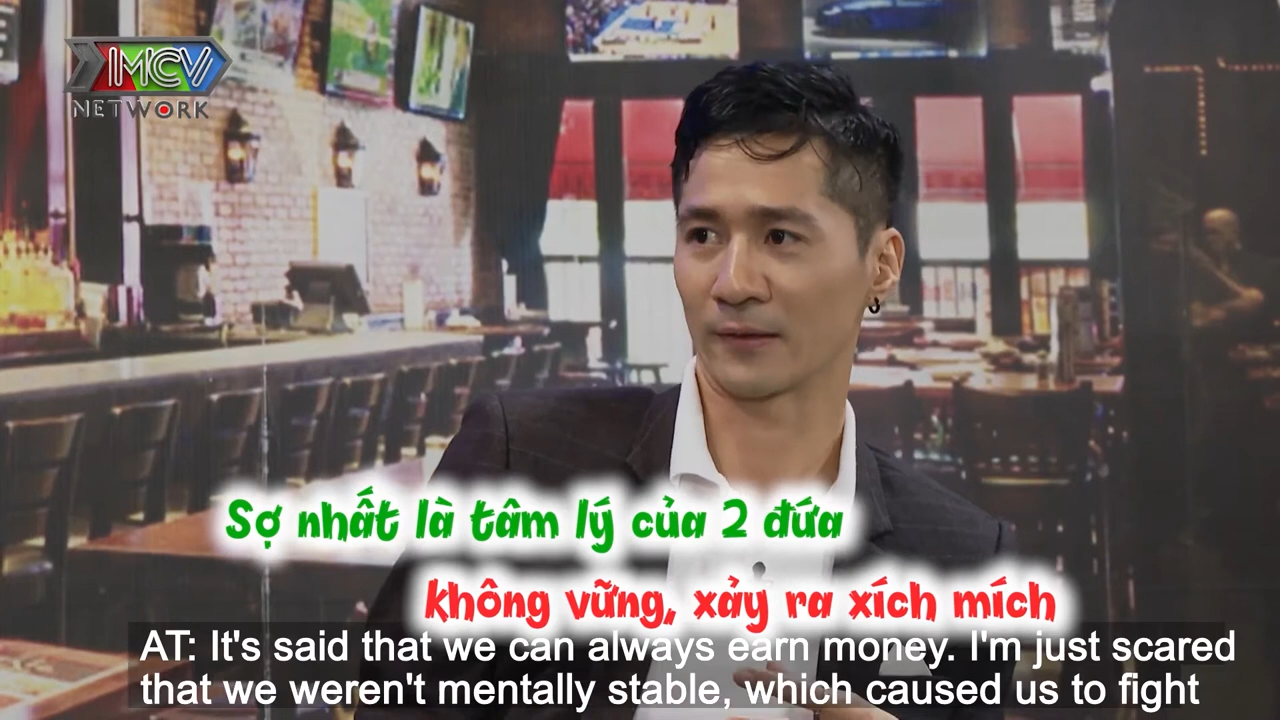 MCV
NETWORK
Sợ nhất là tâm lý của 2 đứa
không vững, xảy ra xích mích
AT: It's said that we can always earn money. I'm just scared
that we weren't mentally stable, which caused us to fight